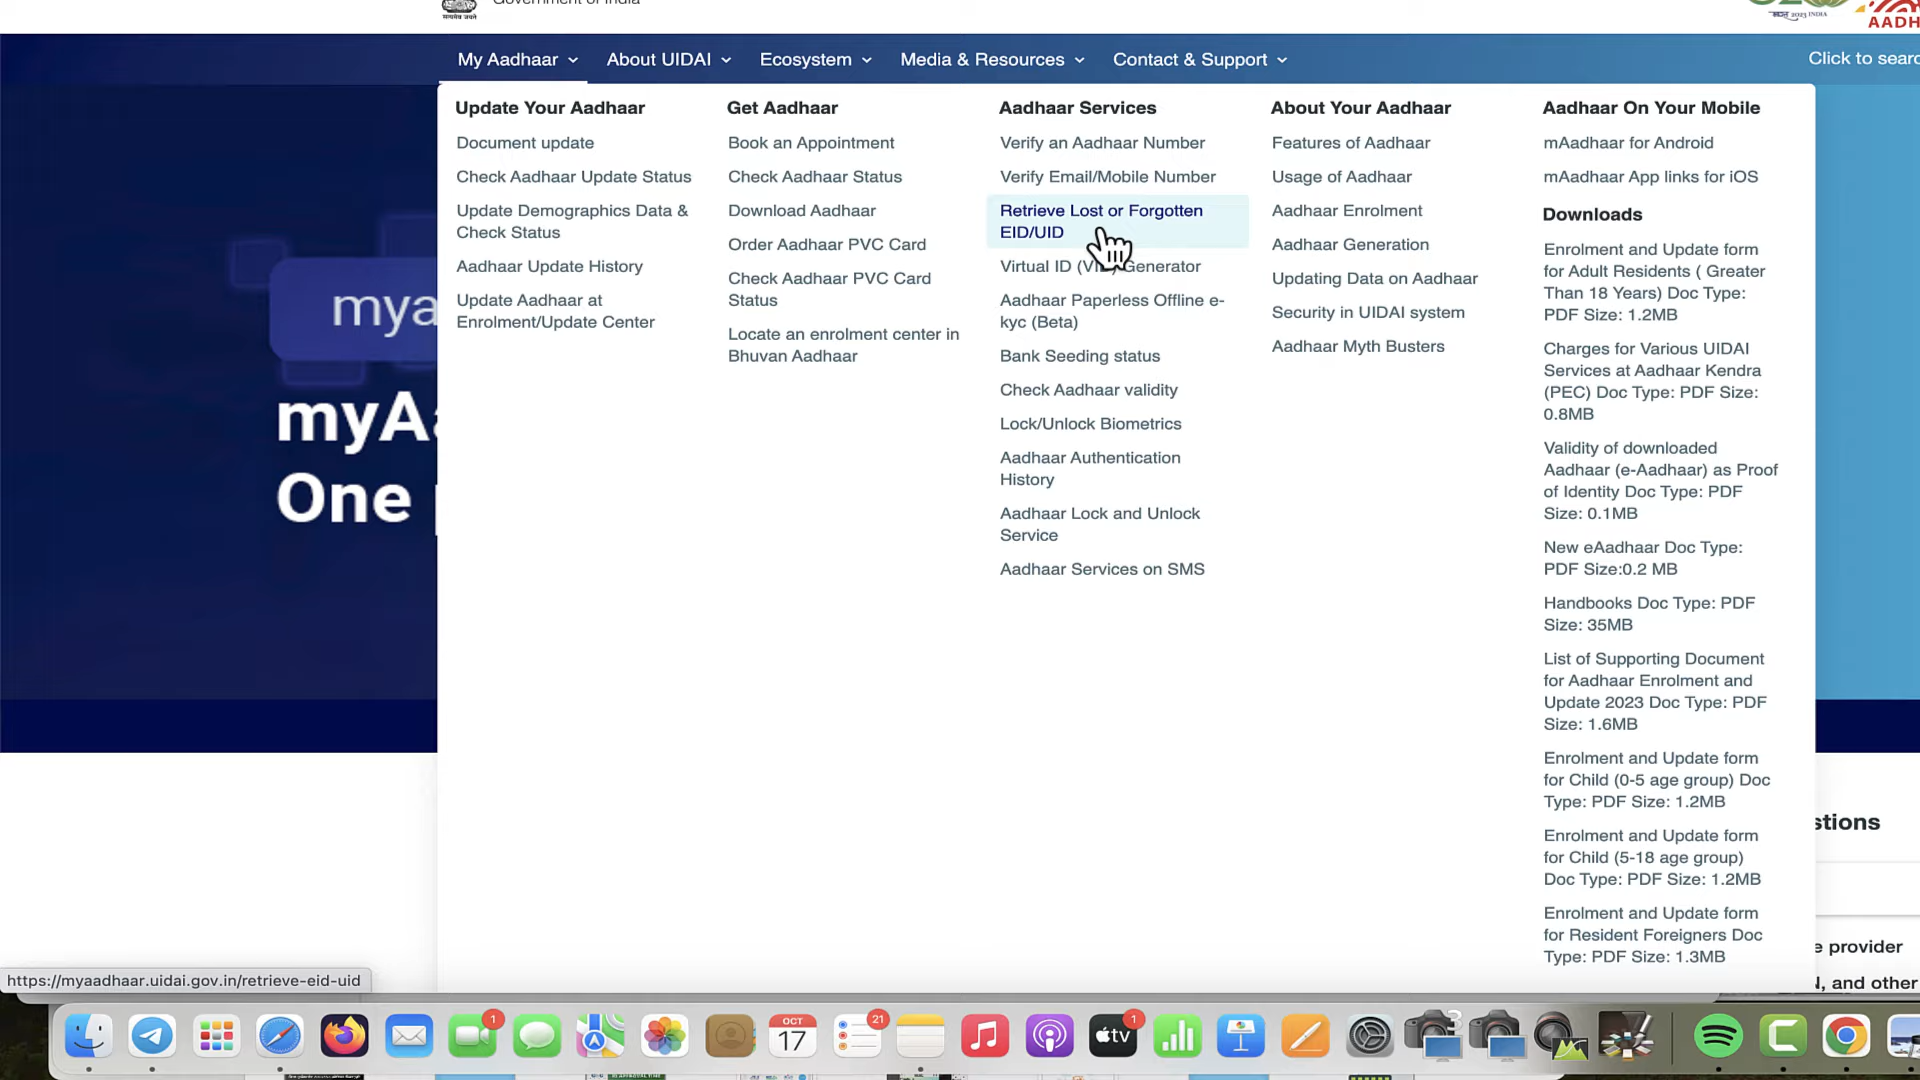 Government of India
सत्यमेव जयते
AADH
My Aadhaar
About UIDAI
Ecosystem
Media & Resources
Contact & Support
Click to searc
Update Your Aadhaar
Document update
Check Aadhaar Update Status
Update Demographics Data &
Check Status
Aadhaar Update History
Update Aadhaar at
Enrolment/Update Center
Get Aadhaar
Book an Appointment
Check Aadhaar Status
Download Aadhaar
Order Aadhaar PVC Card
Check Aadhaar PVC Card
Status
Locate an enrolment center in
Bhuvan Aadhaar
Aadhaar Services
Verify an Aadhaar Number
Verify Email/Mobile Number
Retrieve Lost or Forgotten
EID/UID
Virtual ID (VID) Generator
Aadhaar Paperless Offline e-
kyc (Beta)
Bank Seeding status
Check Aadhaar validity
Lock/Unlock Biometrics
Aadhaar Authentication
History
Aadhaar Lock and Unlock
Service
Aadhaar Services on SMS
About Your Aadhaar
Features of Aadhaar
Usage of Aadhaar
Aadhaar Enrolment
Aadhaar Generation
Updating Data on Aadhaar
Security in UIDAI system
Aadhaar Myth Busters
Aadhaar On Your Mobile
mAadhaar for Android
mAadhaar App links for iOS
Downloads
Enrolment and Update form
for Adult Residents ( Greater
Than 18 Years) Doc Type:
PDF Size: 1.2MB
Charges for Various UIDAI
Services at Aadhaar Kendra
(PEC) Doc Type: PDF Size:
0.8MB
Validity of downloaded
Aadhaar (e-Aadhaar) as Proof
of Identity Doc Type: PDF
Size: 0.1MB
New eAadhaar Doc Type:
PDF Size:0.2 MB
Handbooks Doc Type: PDF
Size: 35MB
List of Supporting Document
for Aadhaar Enrolment and
Update 2023 Doc Type: PDF
Size: 1.6MB
Enrolment and Update form
for Child (0-5 age group) Doc
Type: PDF Size: 1.2MB
Enrolment and Update form
for Child (5-18 age group)
Doc Type: PDF Size: 1.2MB
Enrolment and Update form
for Resident Foreigners Doc
Type: PDF Size: 1.3MB
mya
myA
One
stions
e provider
N, and other
https://myaadhaar.uidai.gov.in/retrieve-eid-uid
1
OCT
17
21
tv
1
3